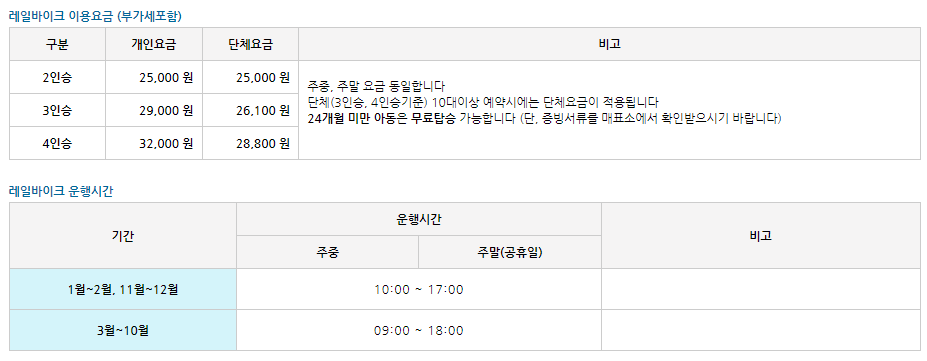 레일바이크 이용요금 (부가세포함)
구분 개인요금 단체요금 비고
2인승 25,000 원 25,000 원
3인승 29,000 원 26,100 원
4인승 32,000 원 28,800 원
주중, 주말 요금 동일합니다
단체(3인승, 4인승기준) 10대이상 예약시에는 단체요금이 적용됩니다
24개월 미만 아동은 무료탑승 가능합니다 (단, 증빙서류를 매표소에서 확인받으시기 바랍니다)
레일바이크 운행시간
기간 운행시간 비고
주중 주말(공휴일)
1월~2월, 11월~12월 10:00 ~ 17:00
3월~10월 09:00 ~ 18:00